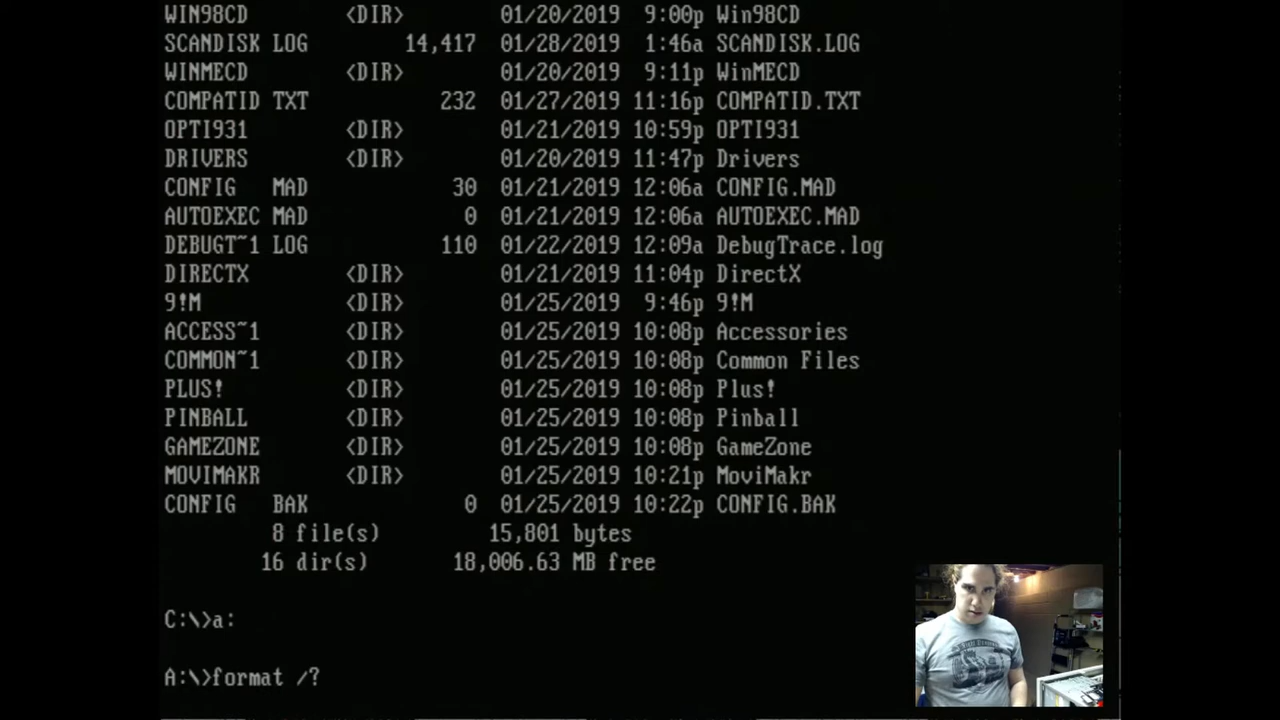 WIN98CD <DIR> 01/20/2019 9:00p Win98CD
SCANDISK LOG 14,417 01/28/2019 1:46a SCANDISK.LOG
WINMECD <DIR> 01/20/2019 9:11p WinMECD
COMPATID TXT 232 01/27/2019 11:16p COMPATID.TXT
OPTI931 <DIR> 01/21/2019 10:59p OPTI931
DRIVERS <DIR> 01/20/2019 11:47p Drivers
CONFIG MAD 30 01/21/2019 12:06a CONFIG.MAD
AUTOEXEC MAD 0 01/21/2019 12:06a AUTOEXEC.MAD
DEBUGT~1 LOG 110 01/22/2019 12:09a DebugTrace.log
DIRECTX <DIR> 01/21/2019 11:04p DirectX
9!M <DIR> 01/25/2019 9:46p 9!M
ACCESS~1 <DIR> 01/25/2019 10:08p Accessories
COMMON~1 <DIR> 01/25/2019 10:08p Common Files
PLUS! <DIR> 01/25/2019 10:08p Plus!
PINBALL <DIR> 01/25/2019 10:08p Pinball
GAMEZONE <DIR> 01/25/2019 10:08p GameZone
MOVIMAKR <DIR> 01/25/2019 10:21p MoviMakr
CONFIG BAK 0 01/25/2019 10:22p CONFIG.BAK
8 file(s) 15,801 bytes
16 dir(s) 18,006.63 MB free
C:\>a:
A:\>format /?